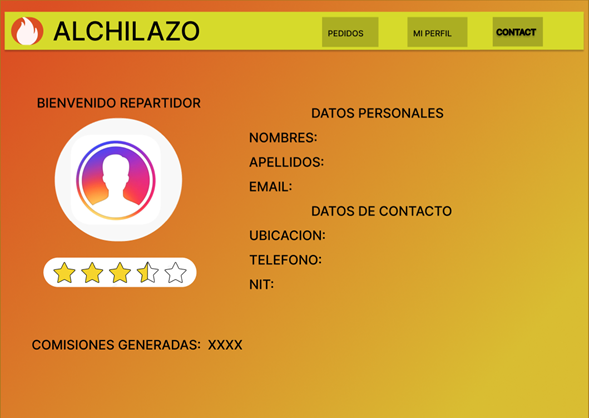 ALCHILAZO
PEDIDOS
MI PERFIL
CONTACT
BIENVENIDO REPARTIDOR
DATOS PERSONALES
NOMBRES:
APELLIDOS:
EMAIL:
DATOS DE CONTACTO
UBICACION:
TELEFONO:
NIT:
COMISIONES GENERADAS: XXXX